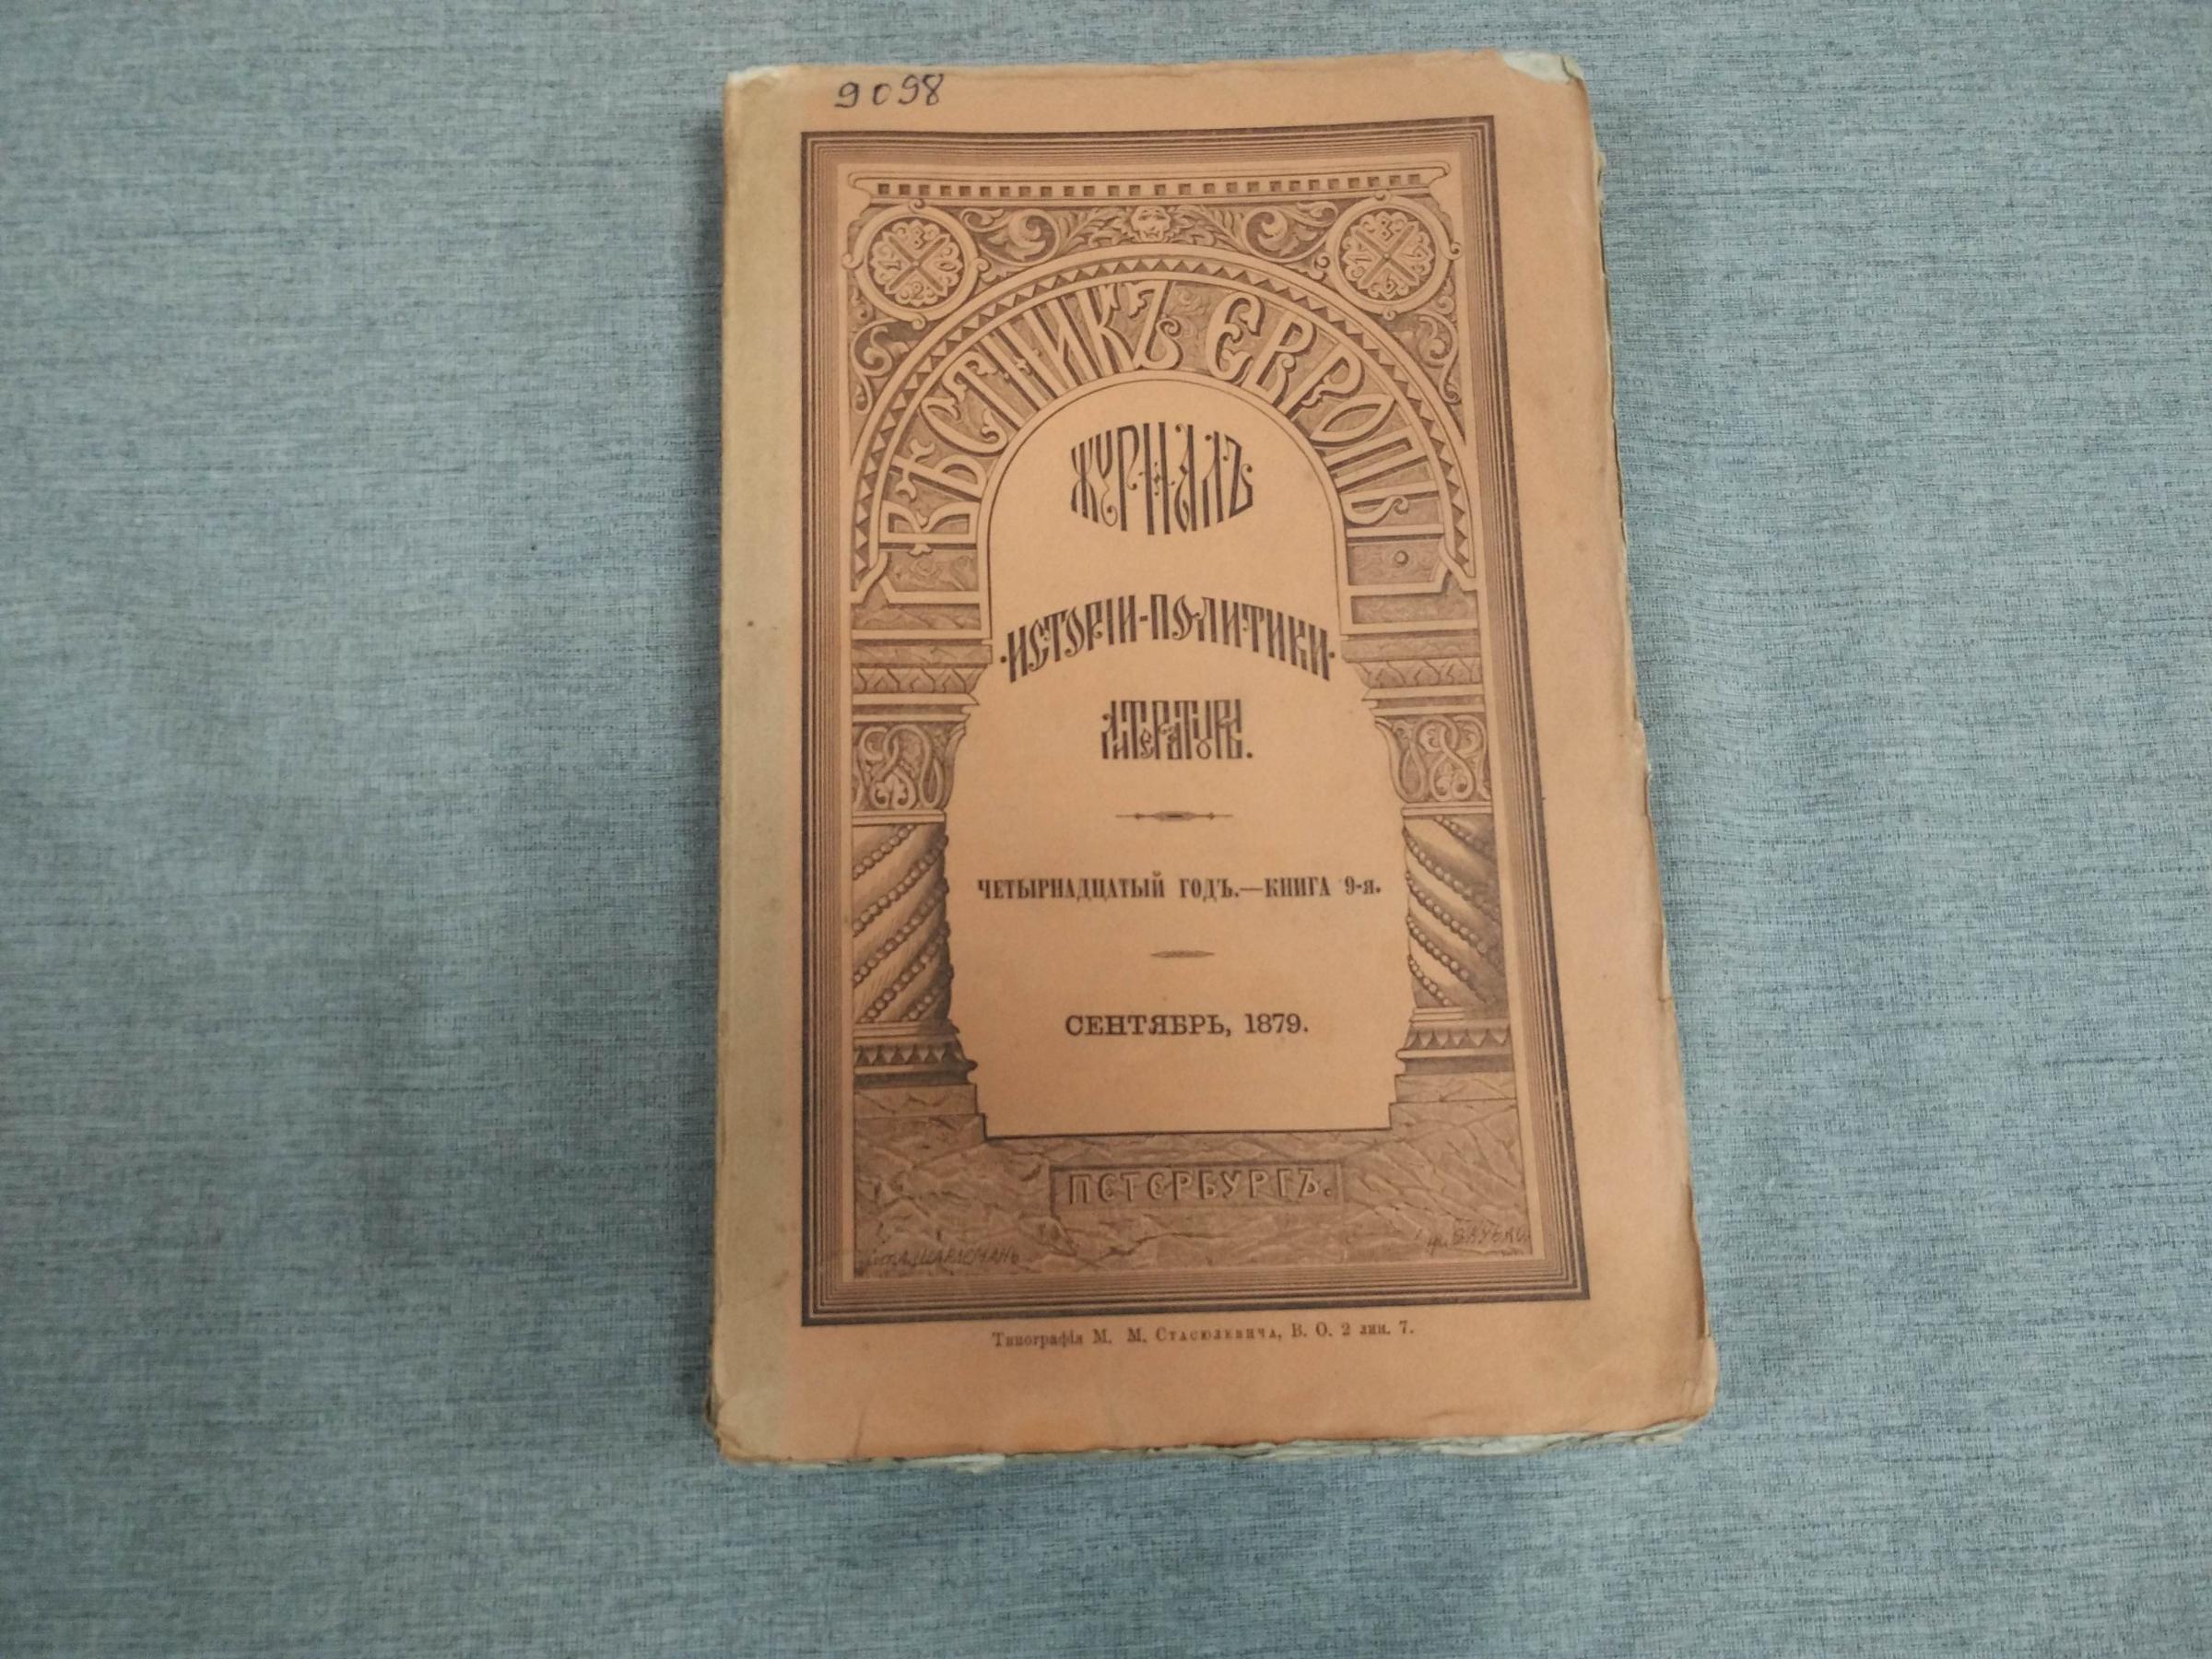 9098
ВѢСТНИКЪ ЕВРОПЫ
ЖУРНАЛЪ
·ИСТОРІИ-ПОЛИТИКИ·
ЛИТЕРАТУРЫ.
ЧЕТЫРНАДЦАТЫЙ ГОДЪ.—КНИГА 9-я.
СЕНТЯБРЬ, 1879.
ПЕТЕРБУРГЪ.
Типографія М. М. Стасюлевича, В. О. 2 лин. 7.